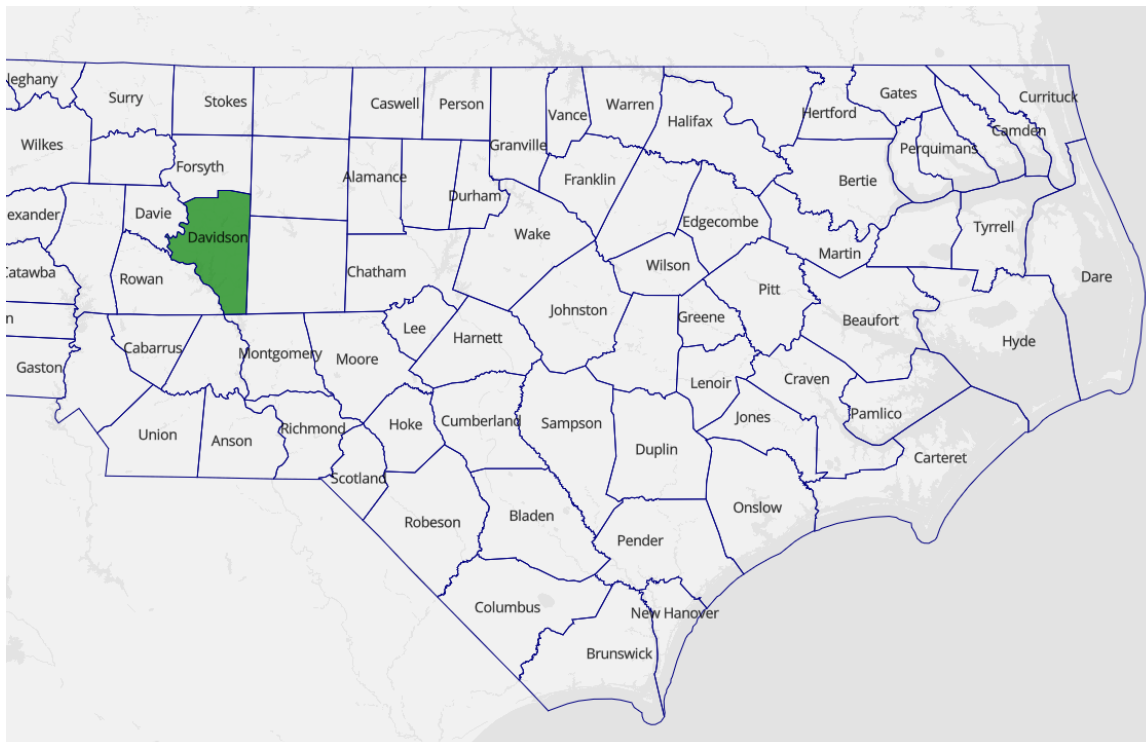 leghany
Surry
Stokes
Caswell
Person
Vance
Warren
Halifax
Hertford
Gates
Currituck
Camden
Wilkes
Forsyth
Granville
Perquimans
Alamance
Durham
Franklin
Bertie
exander
Davie
Davidson
Wake
Edgecombe
Tyrrell
Martin
Catawba
Rowan
Chatham
Wilson
Pitt
Dare
n
Lee
Johnston
Greene
Beaufort
Hyde
Cabarrus
Montgomery
Moore
Harnett
Gaston
Lenoir
Craven
Union
Anson
Richmond
Hoke
Cumberland
Sampson
Jones
Pamlico
Duplin
Carteret
Scotland
Robeson
Bladen
Onslow
Pender
Columbus
New Hanover
Brunswick